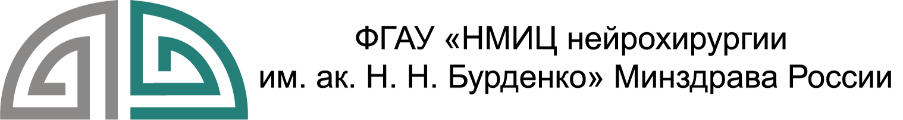 ФГАУ «НМИЦ нейрохирургии
им. ак. Н. Н. Бурденко» Минздрава России